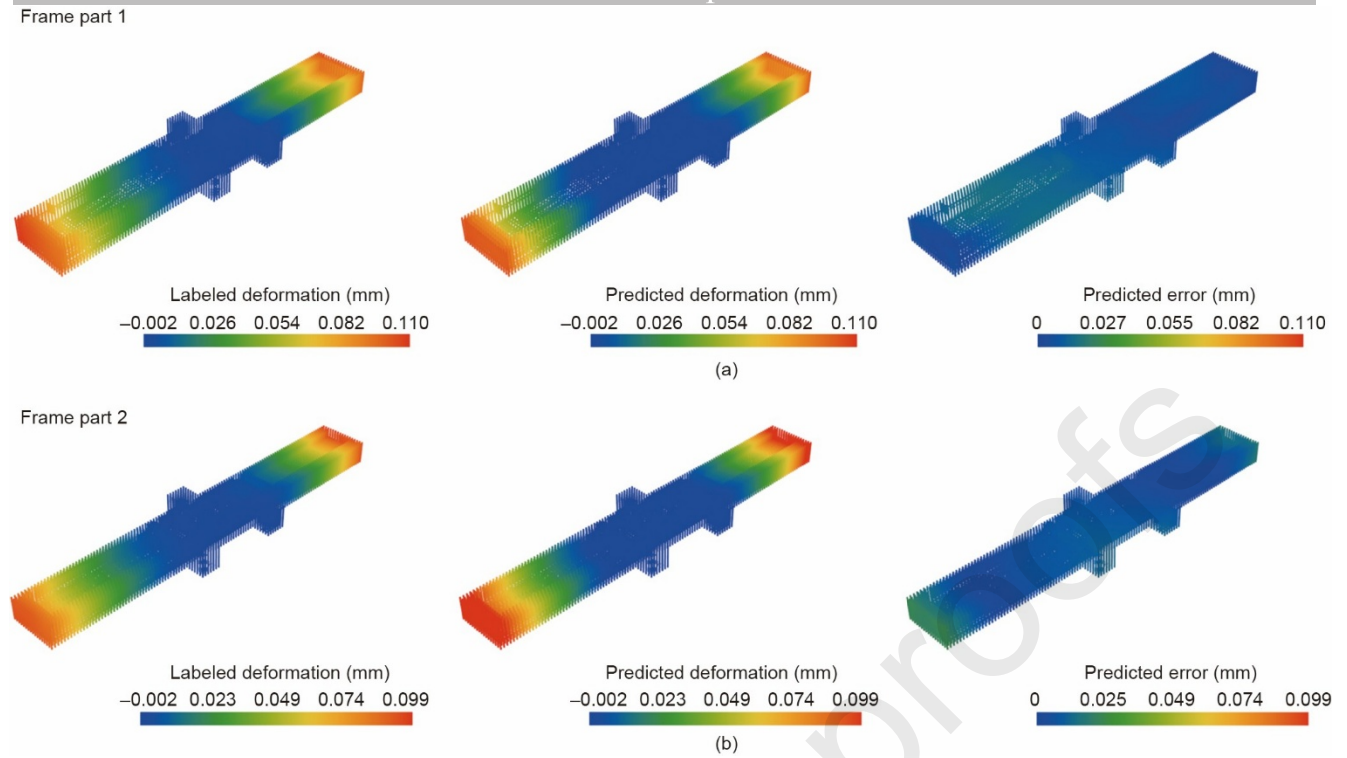 Frame part 1
Labeled deformation (mm)
–0.002 0.026 0.054 0.082 0.110
Predicted deformation (mm)
–0.002 0.026 0.054 0.082 0.110
Predicted error (mm)
0 0.027 0.055 0.082 0.110
(a)
Frame part 2
Labeled deformation (mm)
–0.002 0.023 0.049 0.074 0.099
Predicted deformation (mm)
–0.002 0.023 0.049 0.074 0.099
Predicted error (mm)
0 0.025 0.049 0.074 0.099
(b)
proofs